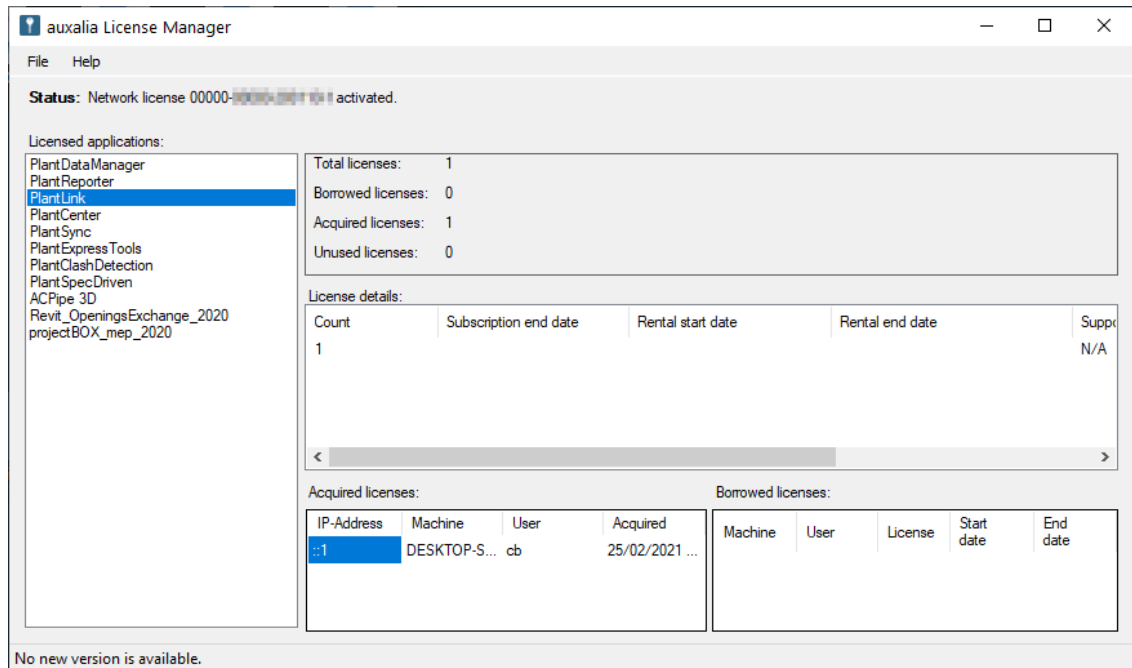 auxalia License Manager
File Help
Status: Network license 00000- activated.
Licensed applications:
PlantDataManager
PlantReporter
PlantLink
PlantCenter
PlantSync
PlantExpressTools
PlantClashDetection
PlantSpecDriven
ACPipe 3D
Revit_OpeningsExchange_2020
projectBOX_mep_2020
Total licenses: 1
Borrowed licenses: 0
Acquired licenses: 1
Unused licenses: 0
License details:
Count Subscription end date Rental start date Rental end date Suppo
1 N/A
Acquired licenses:
IP-Address Machine User Acquired
::1 DESKTOP-S... cb 25/02/2021 ...
Borrowed licenses:
Machine User License Start date End date
No new version is available.